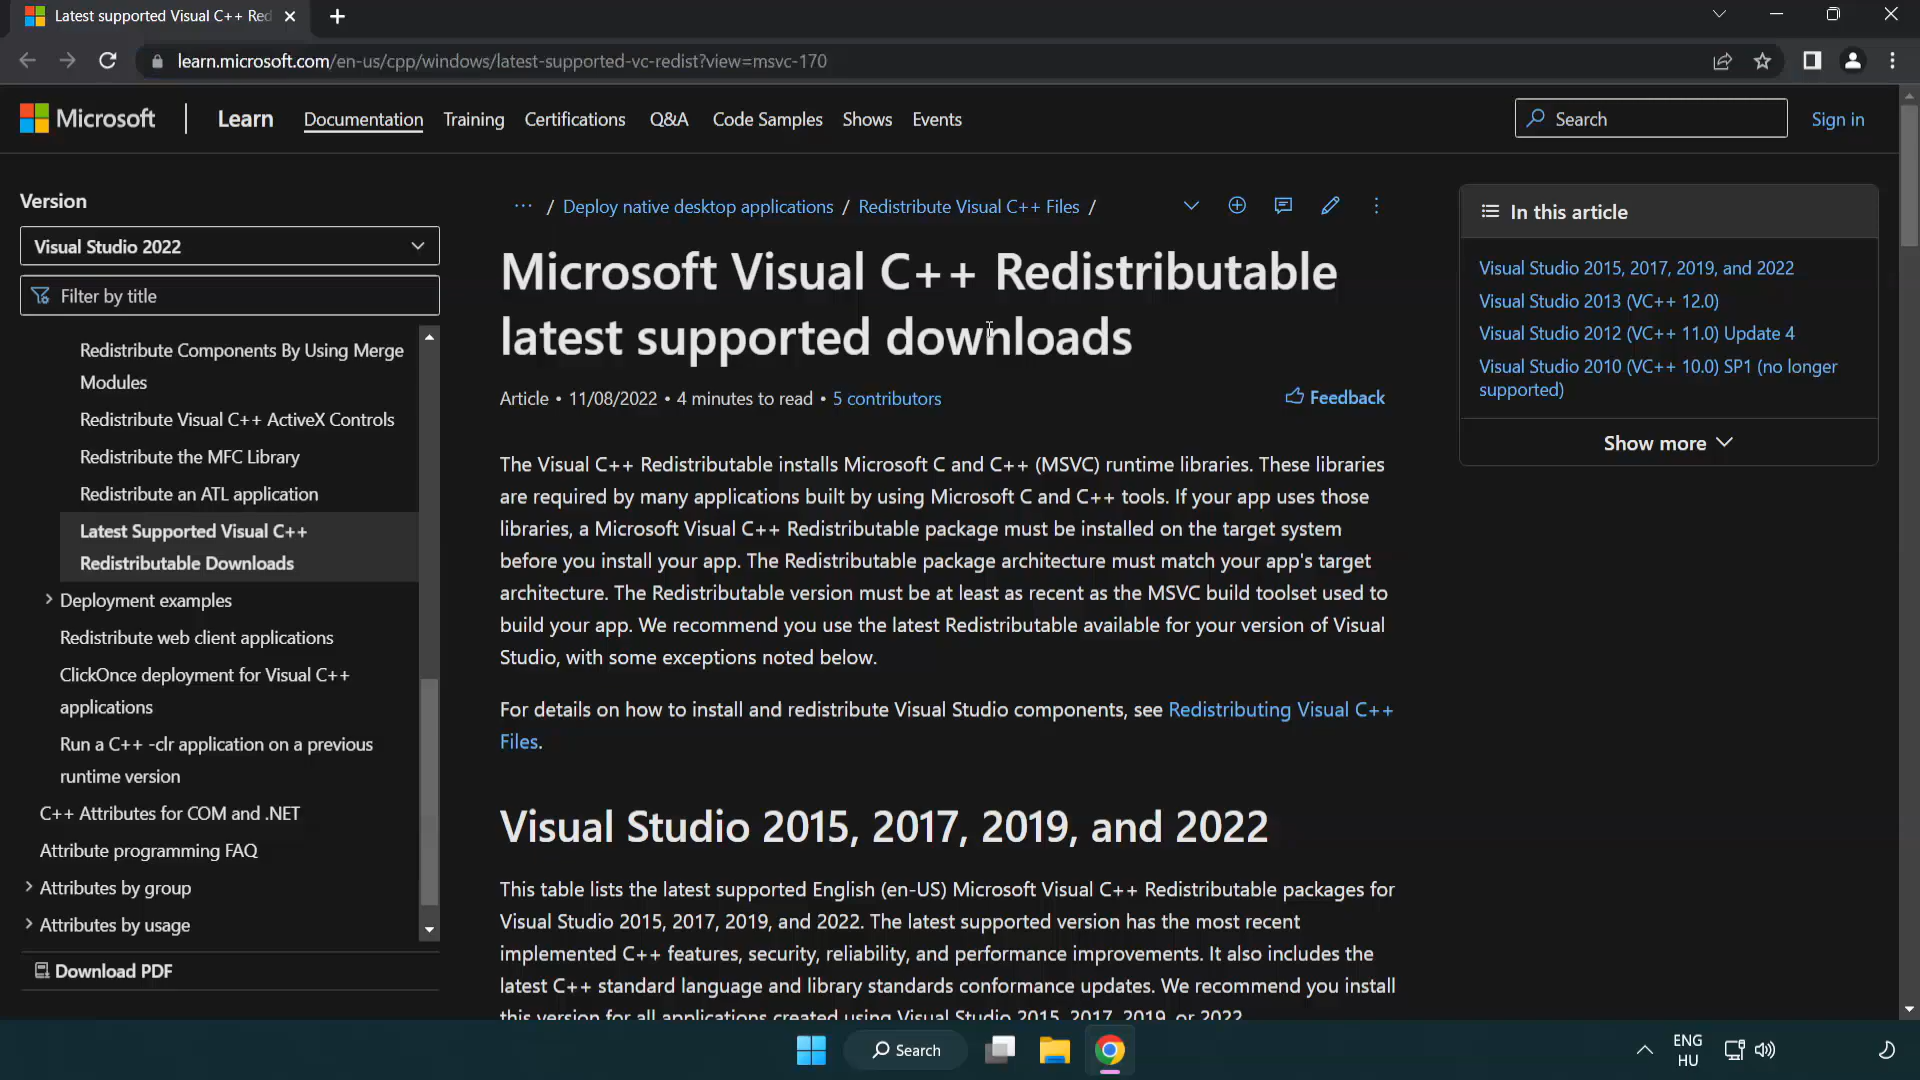 Latest supported Visual C++ Red
learn.microsoft.com/en-us/cpp/windows/latest-supported-vc-redist?view=msvc-170
Microsoft
Learn
Documentation
Training
Certifications
Q&A
Code Samples
Shows
Events
Search
Sign in
Version
Visual Studio 2022
Filter by title
Redistribute Components By Using Merge
Modules
Redistribute Visual C++ ActiveX Controls
Redistribute the MFC Library
Redistribute an ATL application
Latest Supported Visual C++
Redistributable Downloads
Deployment examples
Redistribute web client applications
ClickOnce deployment for Visual C++
applications
Run a C++ -clr application on a previous
runtime version
C++ Attributes for COM and .NET
Attribute programming FAQ
Attributes by group
Attributes by usage
Download PDF
··· / Deploy native desktop applications / Redistribute Visual C++ Files /
Microsoft Visual C++ Redistributable
latest supported downloads
Article • 11/08/2022 • 4 minutes to read • 5 contributors
Feedback
The Visual C++ Redistributable installs Microsoft C and C++ (MSVC) runtime libraries. These libraries
are required by many applications built by using Microsoft C and C++ tools. If your app uses those
libraries, a Microsoft Visual C++ Redistributable package must be installed on the target system
before you install your app. The Redistributable package architecture must match your app's target
architecture. The Redistributable version must be at least as recent as the MSVC build toolset used to
build your app. We recommend you use the latest Redistributable available for your version of Visual
Studio, with some exceptions noted below.
For details on how to install and redistribute Visual Studio components, see Redistributing Visual C++
Files.
Visual Studio 2015, 2017, 2019, and 2022
This table lists the latest supported English (en-US) Microsoft Visual C++ Redistributable packages for
Visual Studio 2015, 2017, 2019, and 2022. The latest supported version has the most recent
implemented C++ features, security, reliability, and performance improvements. It also includes the
latest C++ standard language and library standards conformance updates. We recommend you install
this version for all applications created using Visual Studio 2015, 2017, 2019, or 2022.
In this article
Visual Studio 2015, 2017, 2019, and 2022
Visual Studio 2013 (VC++ 12.0)
Visual Studio 2012 (VC++ 11.0) Update 4
Visual Studio 2010 (VC++ 10.0) SP1 (no longer
supported)
Show more
Search
ENG
HU